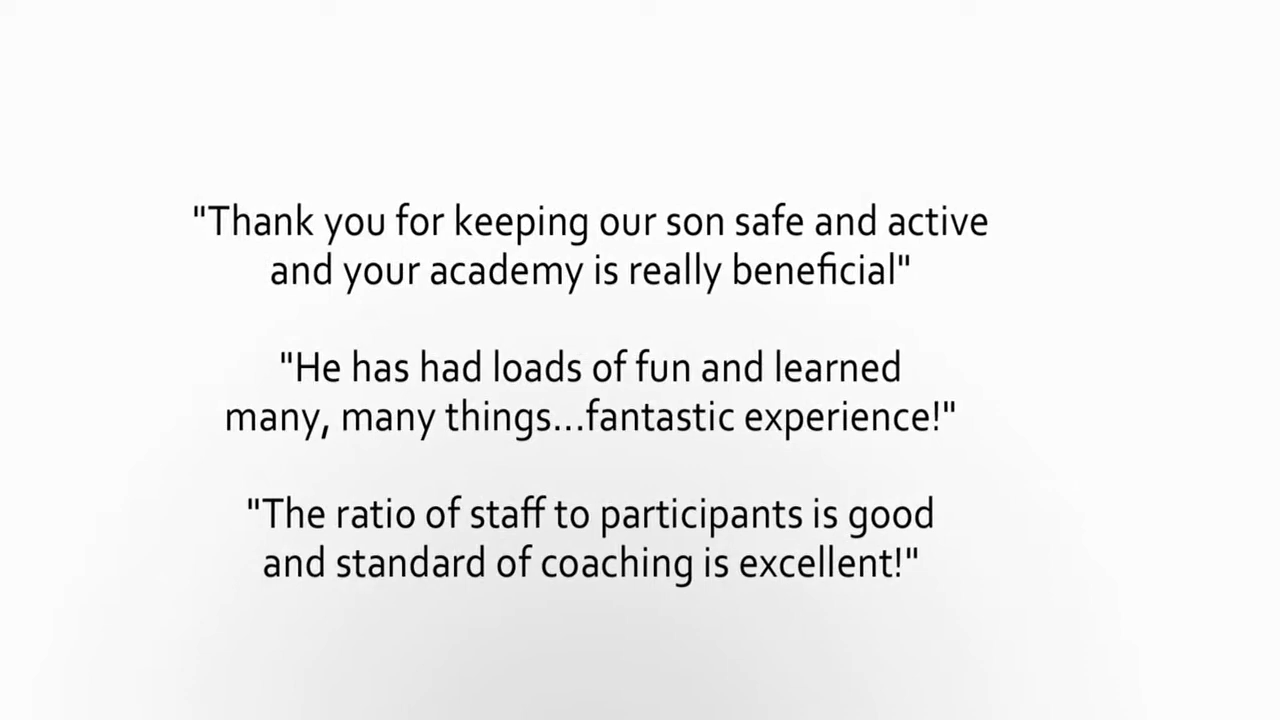 "Thank you for keeping our son safe and active
and your academy is really beneficial"
"He has had loads of fun and learned
many, many things...fantastic experience!"
"The ratio of staff to participants is good
and standard of coaching is excellent!"